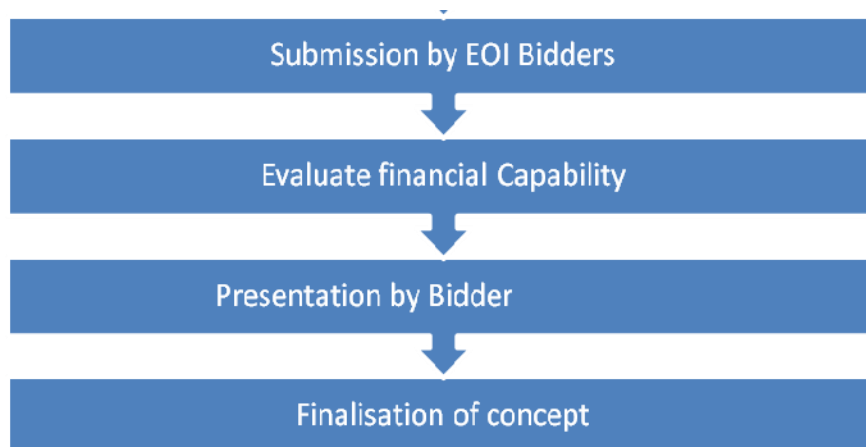 Submission by EOI Bidders
Evaluate financial Capability
Presentation by Bidder
Finalisation of concept